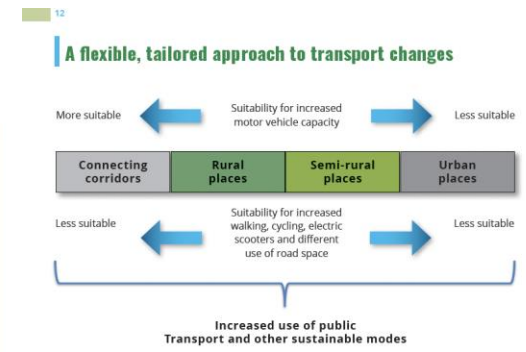 12
A flexible, tailored approach to transport changes
More suitable
Suitability for increased
motor vehicle capacity
Less suitable
Connecting
corridors
Rural
places
Semi-rural
places
Urban
places
Less suitable
Suitability for increased
walking, cycling, electric
scooters and different
use of road space
Less suitable
Increased use of public
Transport and other sustainable modes